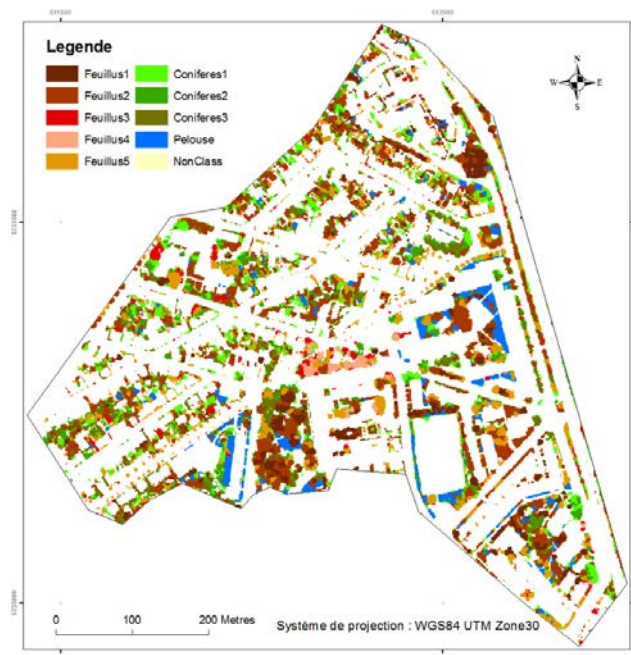 Legende
Feuillus1
Feuillus2
Feuillus3
Feuillus4
Feuillus5
Coniferes1
Coniferes2
Coniferes3
Pelouse
NonClass
N
W E
S
0 100 200 Metres
Système de projection : WGS84 UTM Zone30